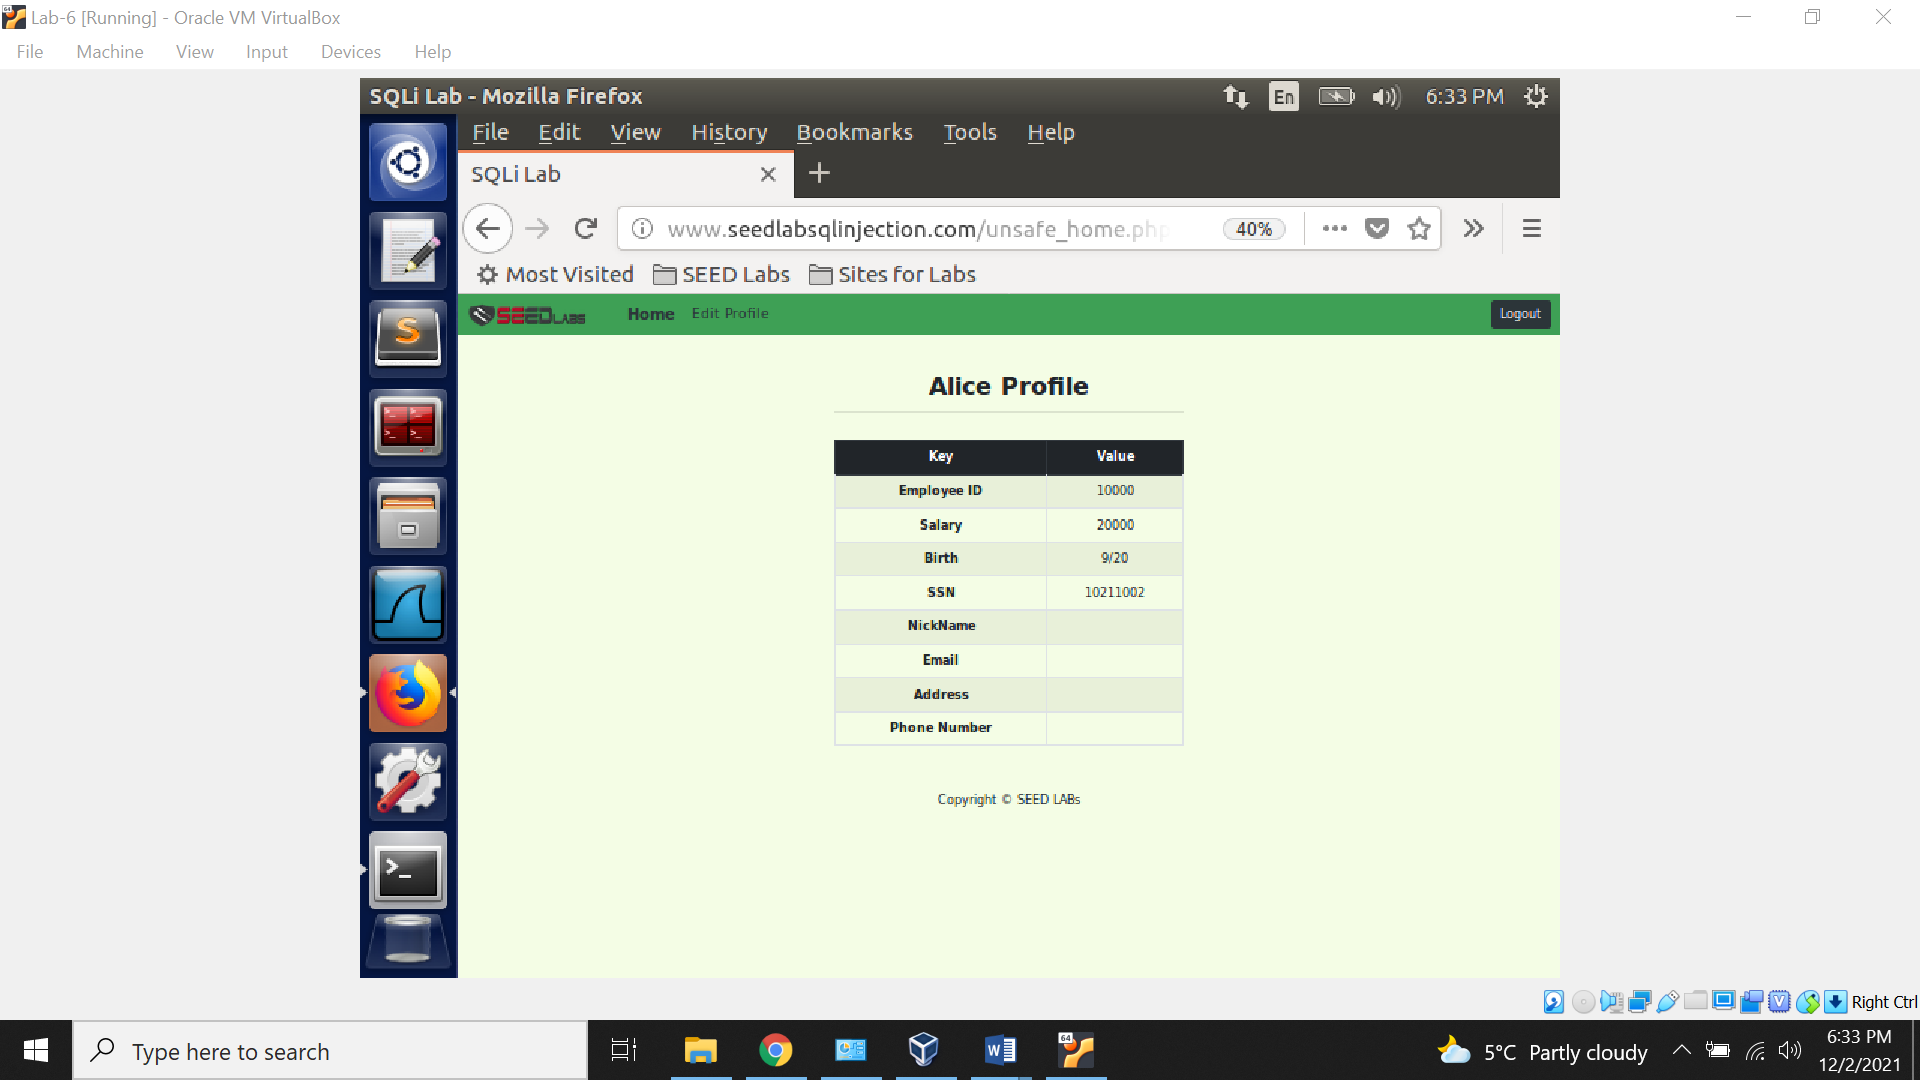 Lab-6 [Running] - Oracle VM VirtualBox
File Machine View Input Devices Help
SQLi Lab - Mozilla Firefox En 6:33 PM
File Edit View History Bookmarks Tools Help
SQLi Lab
www.seedlabsqlinjection.com/unsafe_home.php 40%
Most Visited SEED Labs Sites for Labs
SEEDLABS Home Edit Profile Logout
Alice Profile
Key Value
Employee ID 10000
Salary 20000
Birth 9/20
SSN 10211002
NickName
Email
Address
Phone Number
Copyright © SEED LABs
Right Ctrl
Type here to search
64
5°C Partly cloudy
6:33 PM
12/2/2021